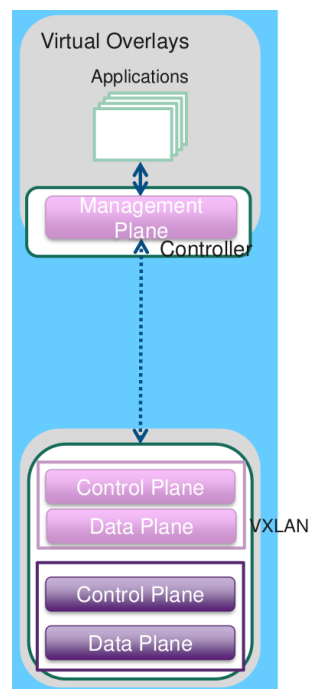 Virtual Overlays
Applications
Management
Plane
Controller
Control Plane
Data Plane
VXLAN
Control Plane
Data Plane